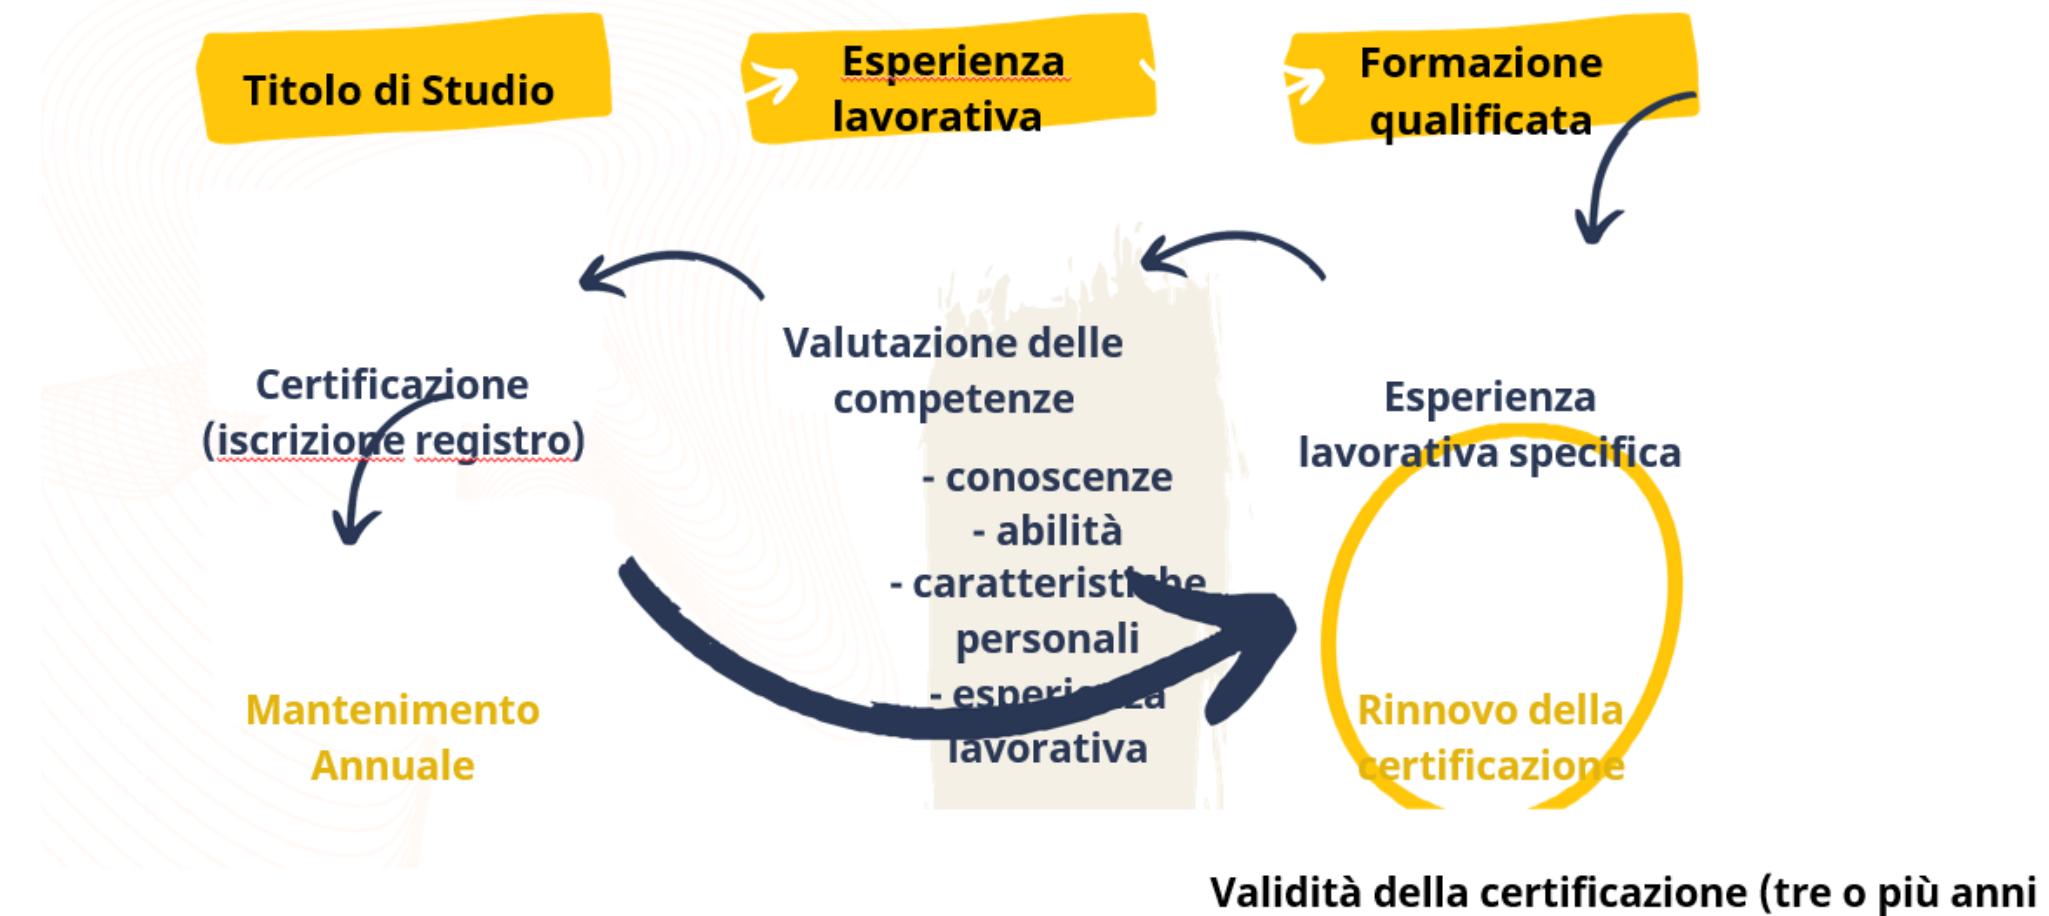 Titolo di Studio
Esperienza
lavorativa
Formazione
qualificata
Certificazione
(iscrizione registro)
Valutazione delle
competenze
- conoscenze
- abilità
- caratteristiche
personali
- esperienza
lavorativa
Esperienza
lavorativa specifica
Mantenimento
Annuale
Rinnovo della
certificazione
Validità della certificazione (tre o più anni